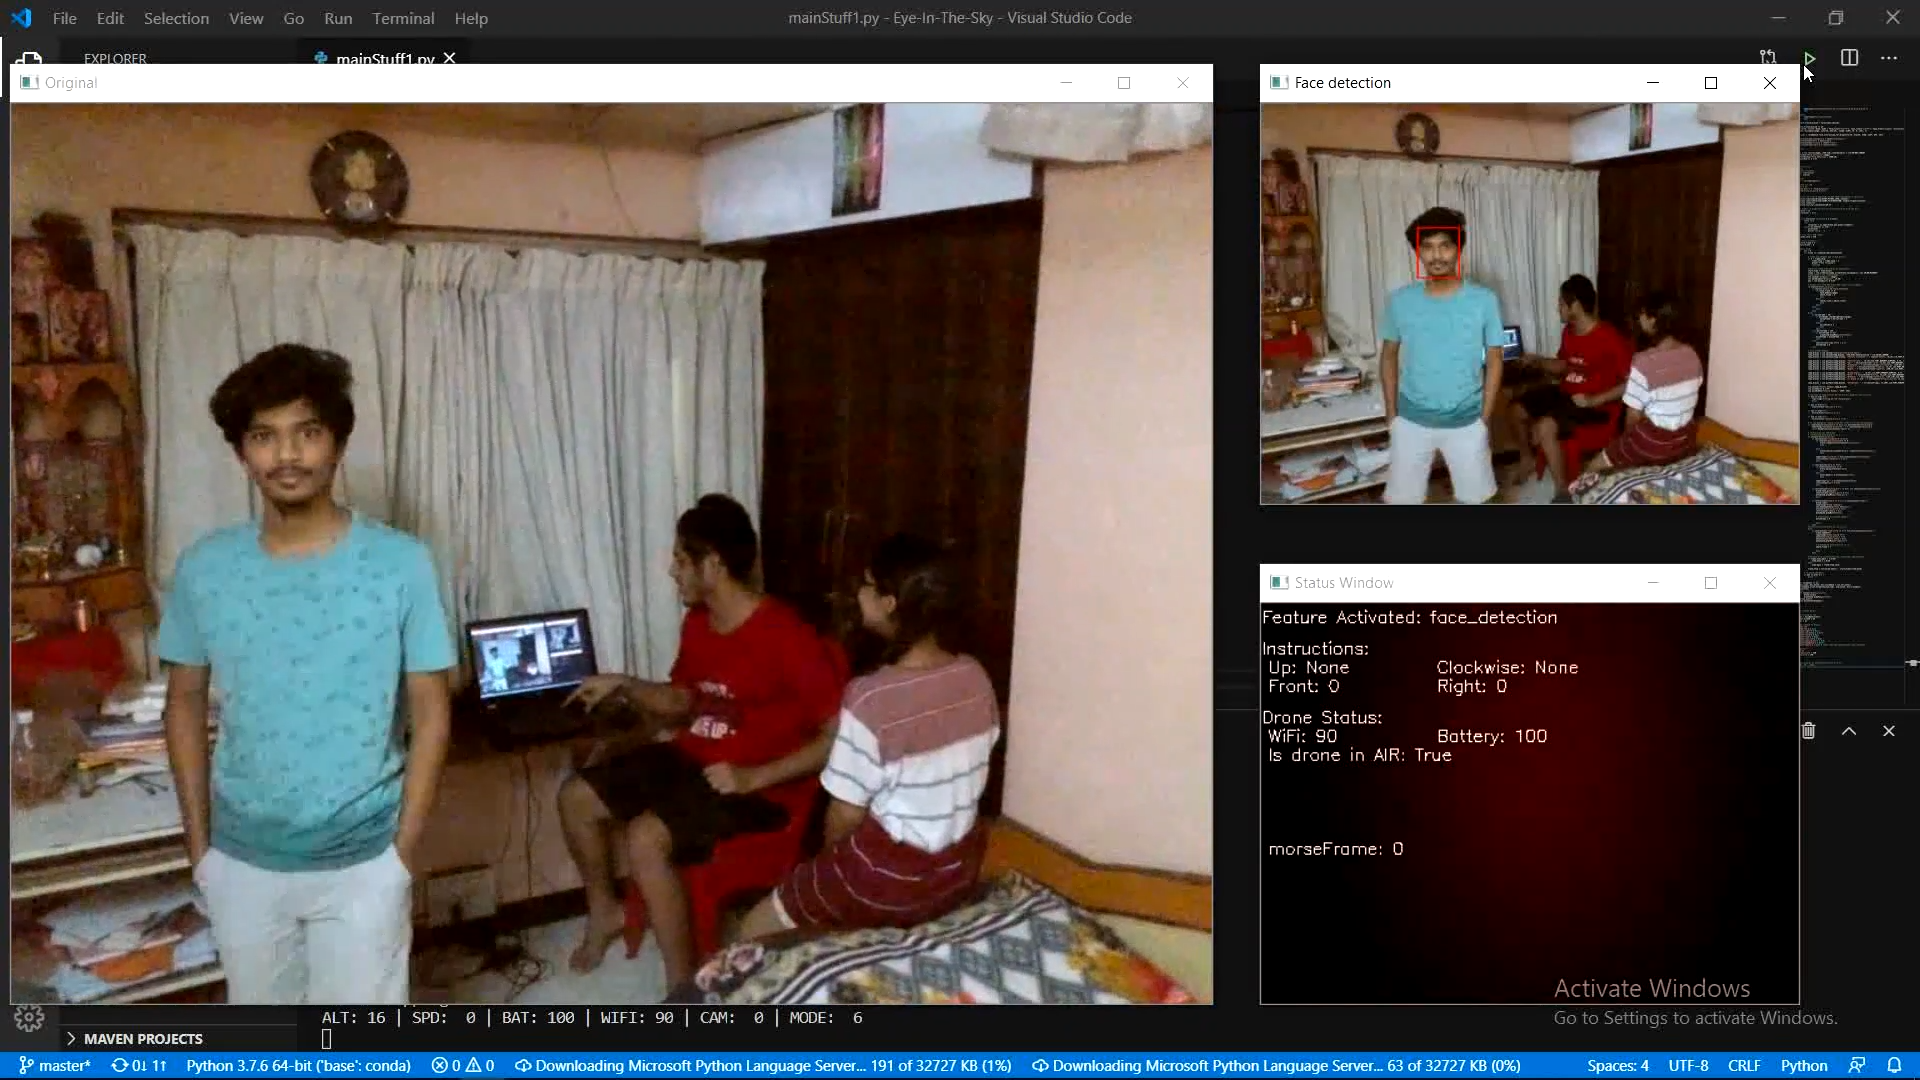 File Edit Selection View Go Run Terminal Help
mainStuff1.py - Eye-In-The-Sky - Visual Studio Code
EXPLORER
mainStuff1.py
Original
Face detection
Status Window
Feature Activated: face_detection
Instructions:
Up: None Clockwise: None
Front: 0 Right: 0
Drone Status:
WiFi: 90 Battery: 100
Is drone in AIR: True
morseFrame: 0
Activate Windows
Go to Settings to activate Windows.
ALT: 16 | SPD: 0 | BAT: 100 | WIFI: 90 | CAM: 0 | MODE: 6
MAVEN PROJECTS
master* 0↓ 1↑ Python 3.7.6 64-bit ('base': conda) 0 0 Downloading Microsoft Python Language Server... 191 of 32727 KB (1%) Downloading Microsoft Python Language Server... 63 of 32727 KB (0%) Spaces: 4 UTF-8 CRLF Python